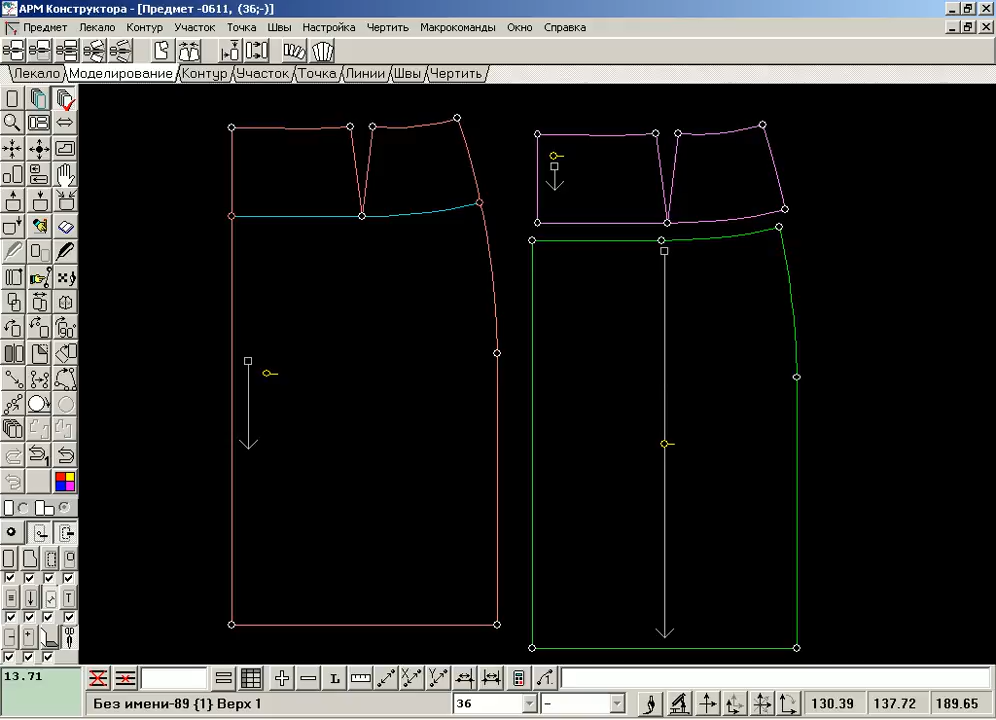 АРМ Конструктора - [Предмет -0611, (36;-)]
Предмет Лекало Контур Участок Точка Швы Настройка Чертить Макрокоманды Окно Справка
Лекало Моделирование Контур Участок Точка Линии Швы Чертить
90°
1
T
L
13.71
Без имени-89 {1} Верх 1
36
-
130.39
137.72
189.65